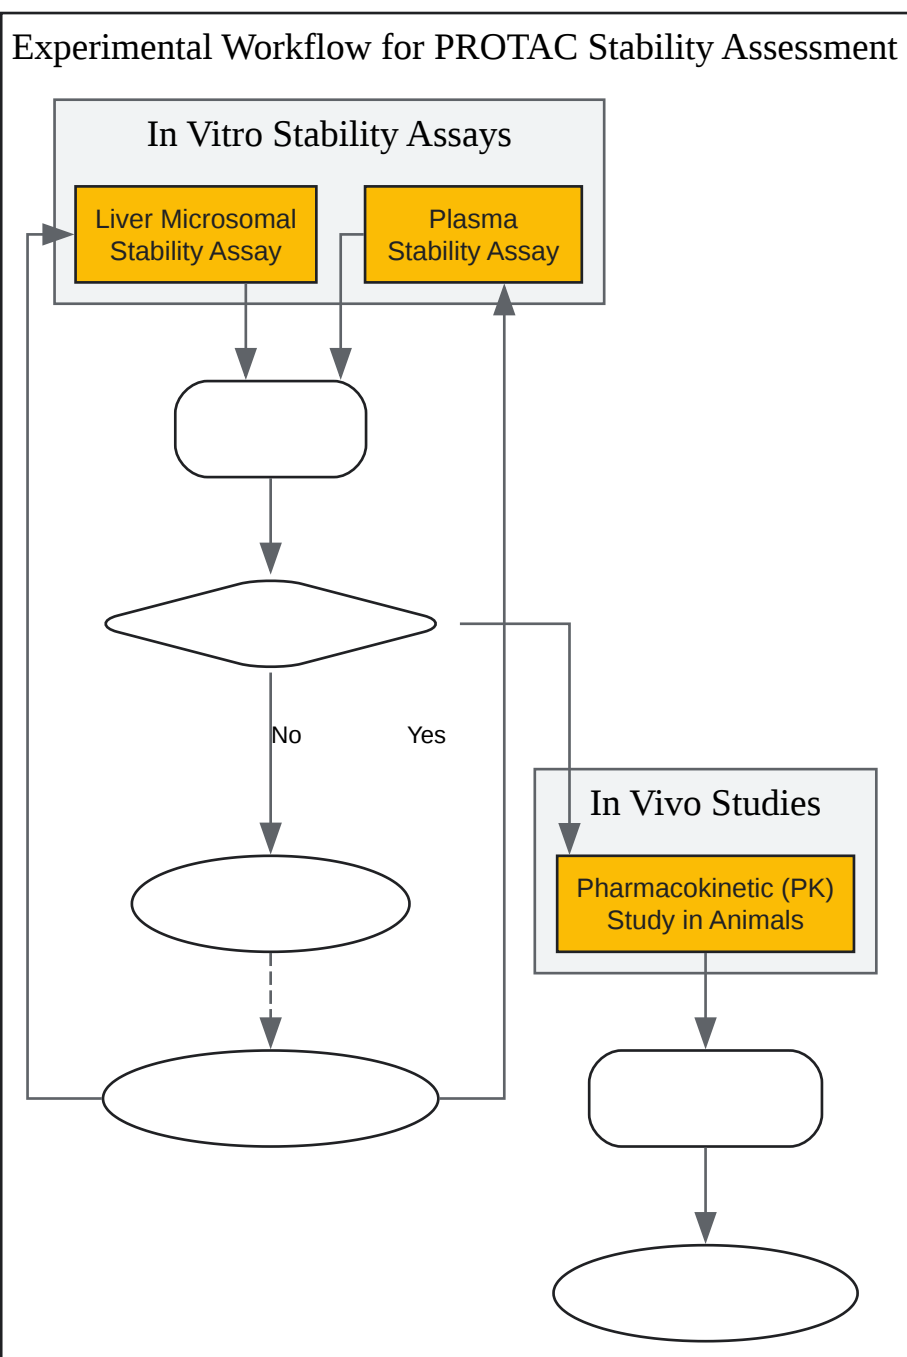 Experimental Workflow for PROTAC Stability Assessment
In Vitro Stability Assays
Liver Microsomal
Stability Assay
Plasma
Stability Assay
No
Yes
In Vivo Studies
Pharmacokinetic (PK)
Study in Animals